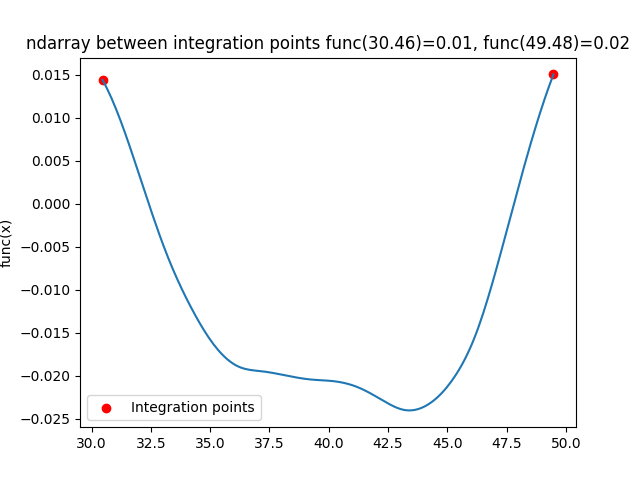 ndarray between integration points func(30.46)=0.01, func(49.48)=0.02
0.015
0.010
0.005
0.000
−0.005
−0.010
−0.015
−0.020
−0.025
func(x)
Integration points
30.0 32.5 35.0 37.5 40.0 42.5 45.0 47.5 50.0